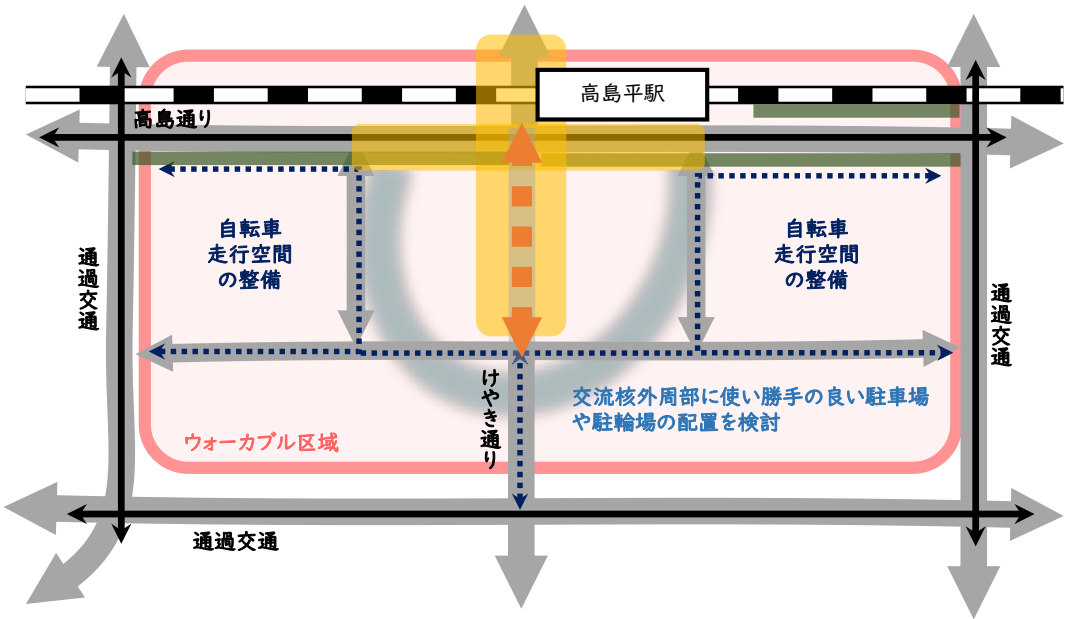 高島平駅
高島通り
自転車
走行空間
の整備
自転車
走行空間
の整備
通過交通
通過交通
けやき通り
交流核外周部に使い勝手の良い駐車場
や駐輪場の配置を検討
ウォーカブル区域
通過交通